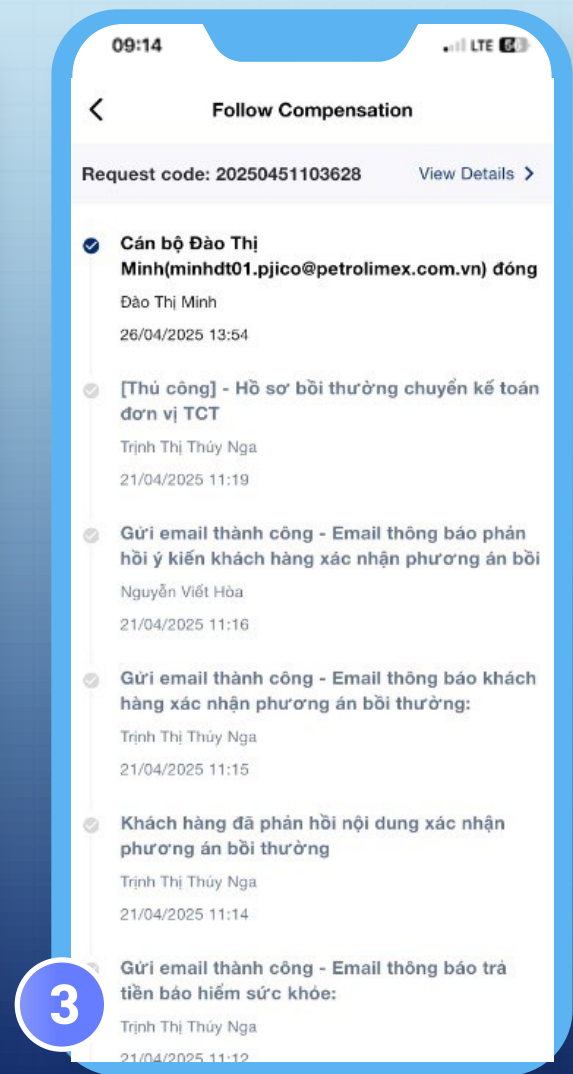 09:14
LTE
Follow Compensation
Request code: 20250451103628 View Details
Cán bộ Đào Thị
Minh(minhdt01.pjico@petrolimex.com.vn) đóng
Đào Thị Minh
26/04/2025 13:54
[Thủ công] - Hồ sơ bồi thường chuyển kế toán
đơn vị TCT
Trịnh Thị Thúy Nga
21/04/2025 11:19
Gửi email thành công - Email thông báo phản
hồi ý kiến khách hàng xác nhận phương án bồi
Nguyễn Viết Hòa
21/04/2025 11:16
Gửi email thành công - Email thông báo khách
hàng xác nhận phương án bồi thường:
Trịnh Thị Thúy Nga
21/04/2025 11:15
Khách hàng đã phản hồi nội dung xác nhận
phương án bồi thường
Trịnh Thị Thúy Nga
21/04/2025 11:14
Gửi email thành công - Email thông báo trả
tiền bảo hiểm sức khỏe:
Trịnh Thị Thúy Nga
21/04/2025 11:12
3